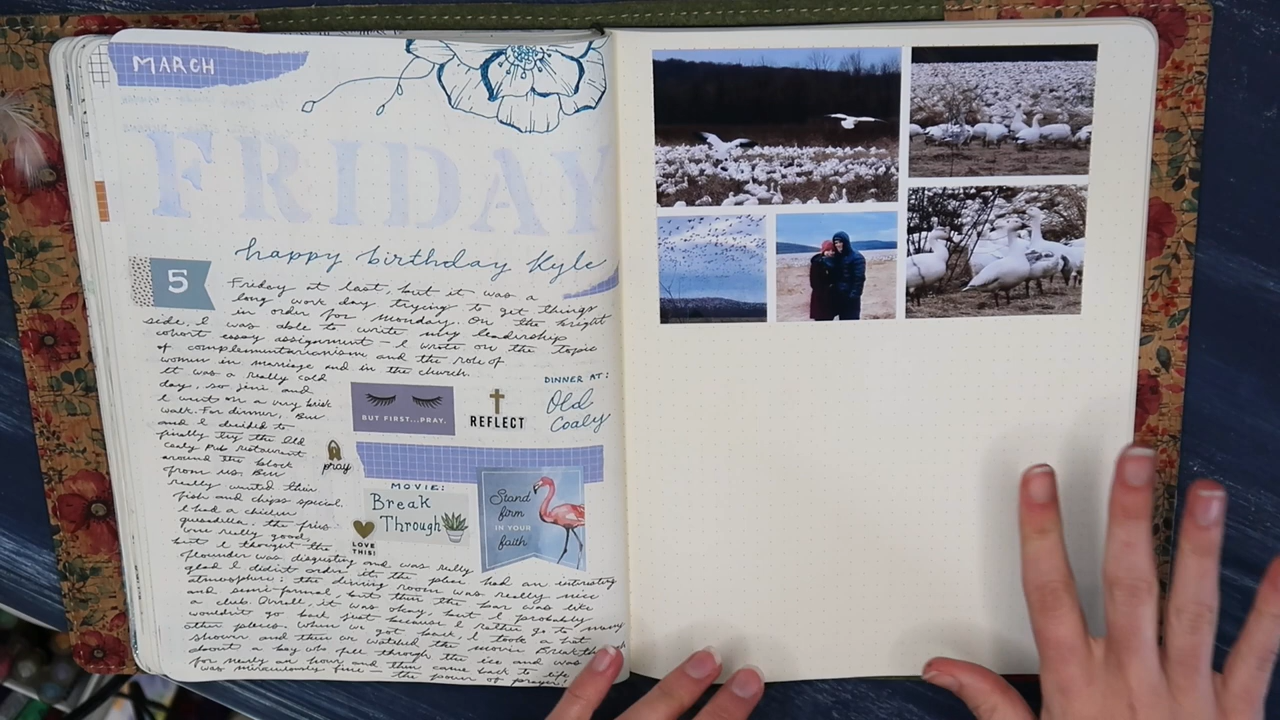 MARCH
FRIDAY
happy birthday Kyle
5
Friday at last, but it was a
long work day trying to get things
in order for Monday. On the bright
side, I was able to write my leadership
cohort essay assignment – I wrote on the topic
of complementarianism and the role of
women in marriage and in the church.
It was a really cold
day, so Jini and
I went on a very brisk
walk. For dinner,
and I decided to
finally try the Old
Coaly Pub restaurant
around the block
from us.
really wanted their
fish and chips special.
I had a chicken
quesadilla. The fries
were really good,
but I thought the
flounder was disgusting and was really
glad I didn't order it. The place had an interesting
atmosphere; the dining room was really nice
and semi-formal, but then the bar was like
a club. Overall, it was okay, but I probably
wouldn't go back just because I rather go to many
other places. When we got back, I took a hot
shower and then we watched the movie Breakthrough
about a boy who fell through the ice and was
for nearly an hour and then came back to life
was miraculously fine – the power of prayer!
BUT FIRST...PRAY.
REFLECT
DINNER AT:
Old
Coaly
pray
MOVIE:
Break
Through
LOVE
THIS!
Stand
firm
IN YOUR
faith